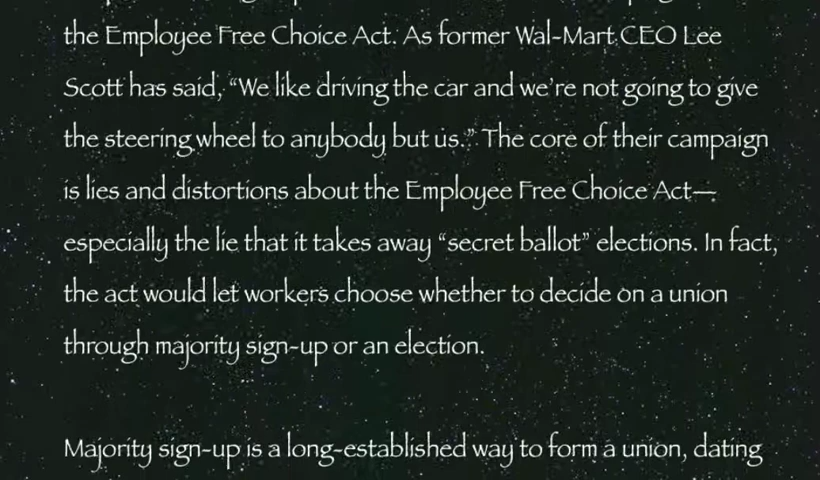 the Employee Free Choice Act. As former Wal-Mart CEO Lee
Scott has said, “We like driving the car and we’re not going to give
the steering wheel to anybody but us.” The core of their campaign
is lies and distortions about the Employee Free Choice Act—
especially the lie that it takes away “secret ballot” elections. In fact,
the act would let workers choose whether to decide on a union
through majority sign-up or an election.
Majority sign-up is a long-established way to form a union, dating